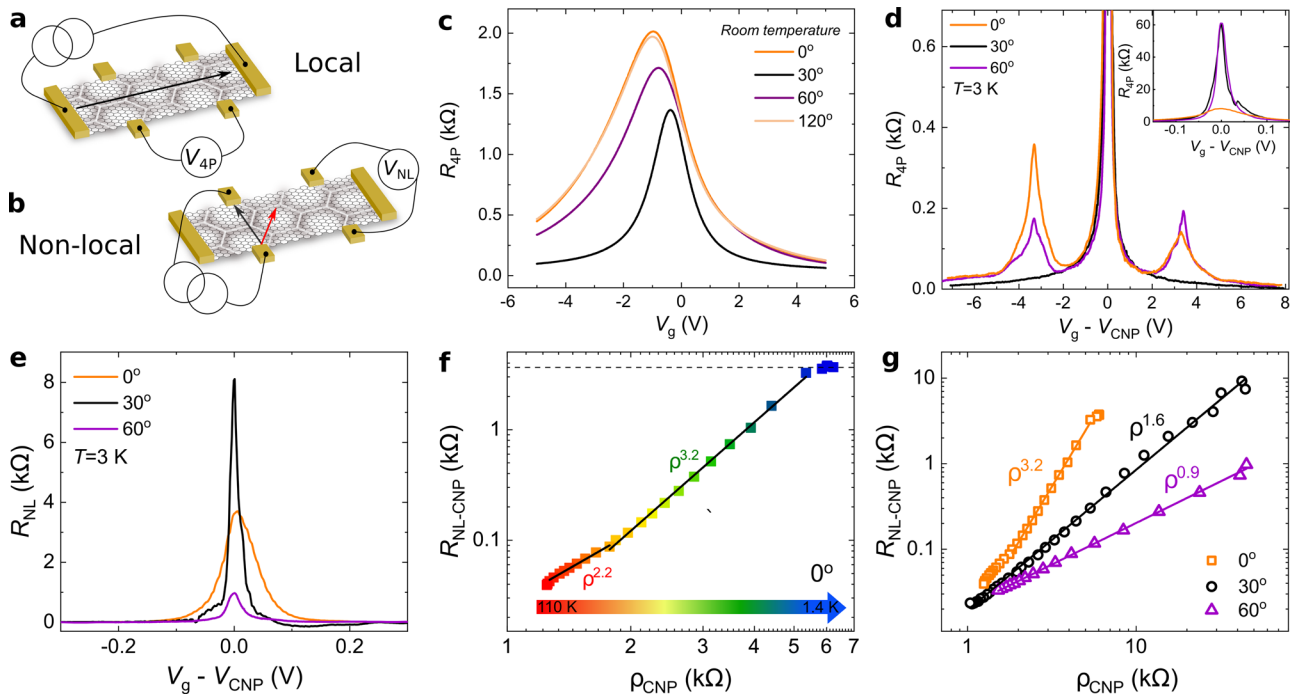 a
Local
V4P
b
VNL
Non-local
c
Room temperature
0°
30°
60°
120°
2.0
1.5
1.0
0.5
0.0
R4P (kΩ)
-6 -4 -2 0 2 4 6
Vg (V)
d
0°
30°
60°
T=3 K
0.6
0.4
0.2
0.0
R4P (kΩ)
-6 -4 -2 0 2 4 6 8
Vg - VCNP (V)
60
40
20
0
R4P (kΩ)
-0.1 0.0 0.1
Vg - VCNP (V)
e
0°
30°
60°
T=3 K
8
6
4
2
0
RNL (kΩ)
-0.2 0.0 0.2
Vg - VCNP (V)
f
1
0.1
RNL-CNP (kΩ)
ρ3.2
ρ2.2
0°
110 K
1.4 K
1 2 3 4 5 6 7
ρCNP (kΩ)
g
10
1
0.1
RNL-CNP (kΩ)
ρ3.2
ρ1.6
ρ0.9
0°
30°
60°
1 10
ρCNP (kΩ)